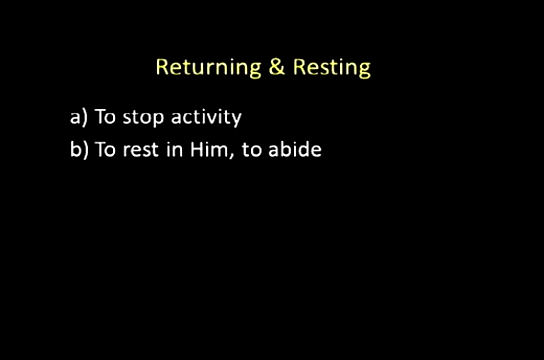 Returning & Resting
a) To stop activity
b) To rest in Him, to abide